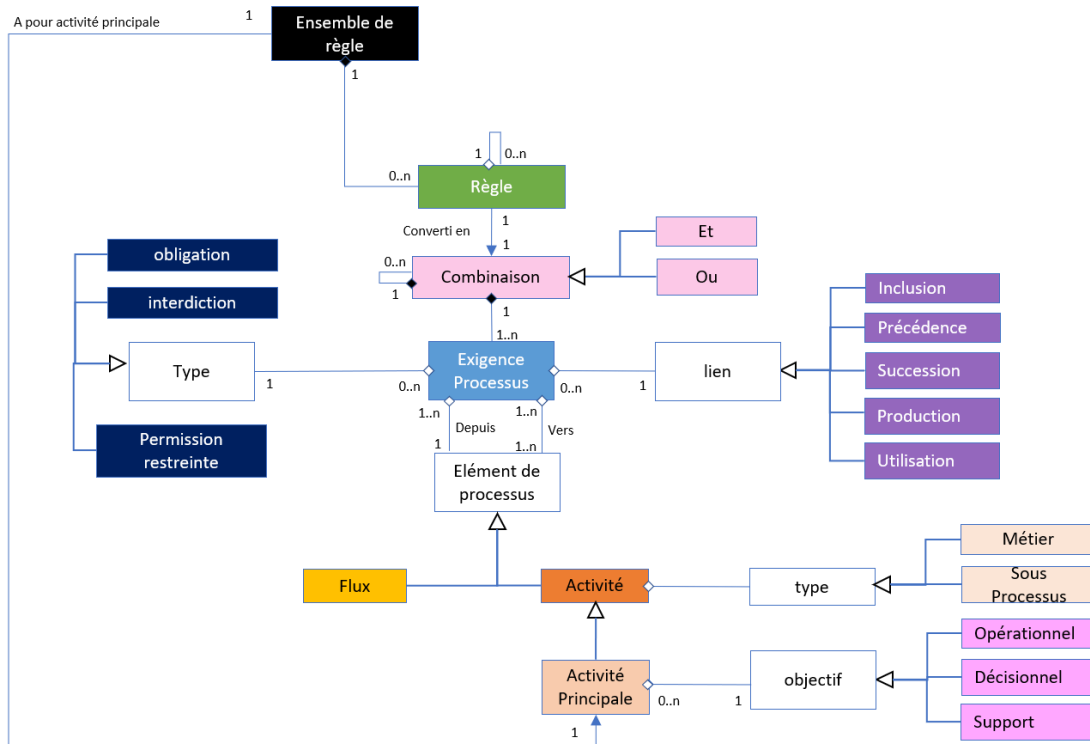 A pour activité principale
1
Ensemble de
règle
1
1
0..n
0..n
Règle
Converti en
1
1
Et
Ou
0..n
1
Combinaison
1
1..n
obligation
interdiction
Type
1
0..n
Exigence
Processus
0..n
1
lien
Inclusion
Précédence
Succession
Production
Utilisation
Permission
restreinte
1..n
1..n
Depuis
Vers
1
1..n
Elément de
processus
Flux
Activité
type
Métier
Sous
Processus
Activité
Principale
0..n
1
objectif
Opérationnel
Décisionnel
Support
1